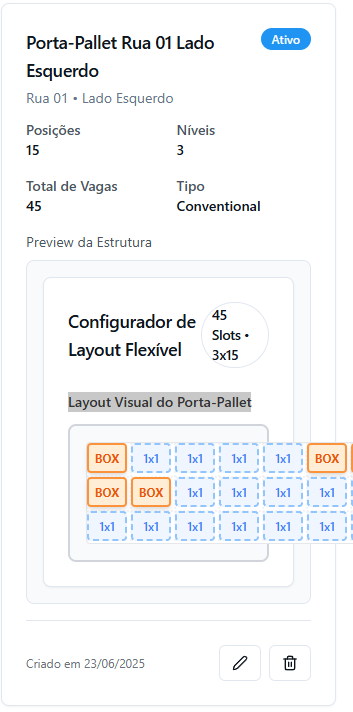 Porta-Pallet Rua 01 Lado
Esquerdo
Ativo
Rua 01 • Lado Esquerdo
Posições
Níveis
15
3
Total de Vagas
Tipo
45
Conventional
Preview da Estrutura
Configurador de
Layout Flexível
45
Slots •
3x15
Layout Visual do Porta-Pallet
BOX 1x1 1x1 1x1 1x1 BOX
BOX BOX 1x1 1x1 1x1 1x1
1x1 1x1 1x1 1x1 1x1 1x1
Criado em 23/06/2025